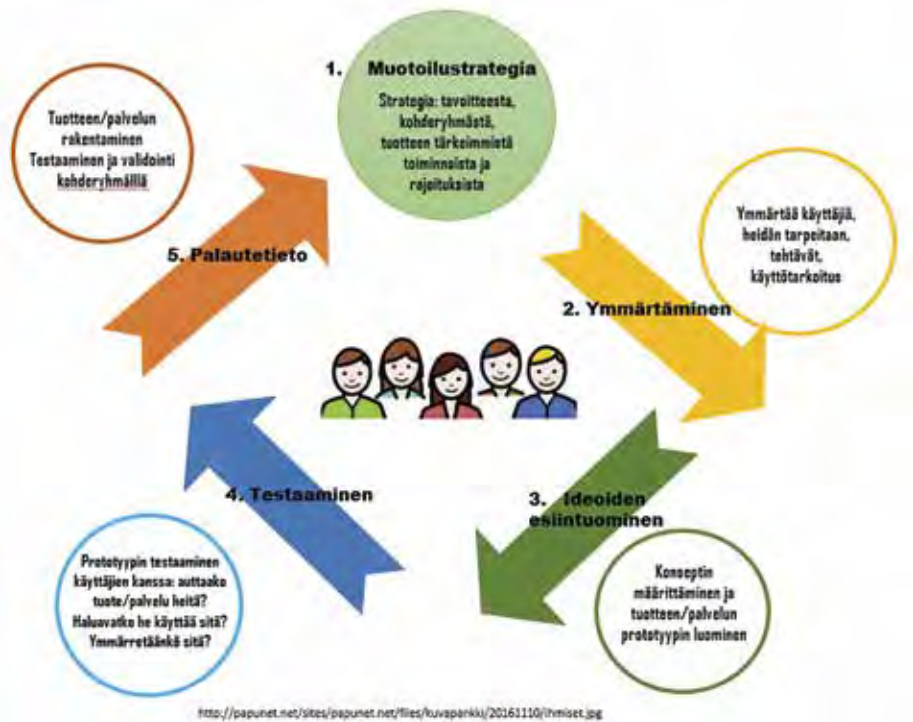 1. Muotoilustrategia
Strategia: tavoitteesta,
kohderyhmästä,
tuotteen tärkeimmistä
toiminnoista ja
rajoituksista
Ymmärtää käyttäjiä,
heidän tarpeitaan,
tehtävät,
käyttötarkoitus
2. Ymmärtäminen
3. Ideoiden
esiintuominen
Konseptin
määrittäminen ja
tuotteen/palvelun
prototyypin luominen
4. Testaaminen
Prototyypin testaaminen
käyttäjien kanssa: auttaako
tuote/palvelu heitä?
Haluavatko he käyttää sitä?
Ymmärretäänkö sitä?
5. Palautetieto
Tuotteen/palvelun
rakentaminen
Testaaminen ja validointi
kohderyhmällä
http://papunet.net/sites/papunet.net/files/kuvapankki/20161110/ihmiset.jpg